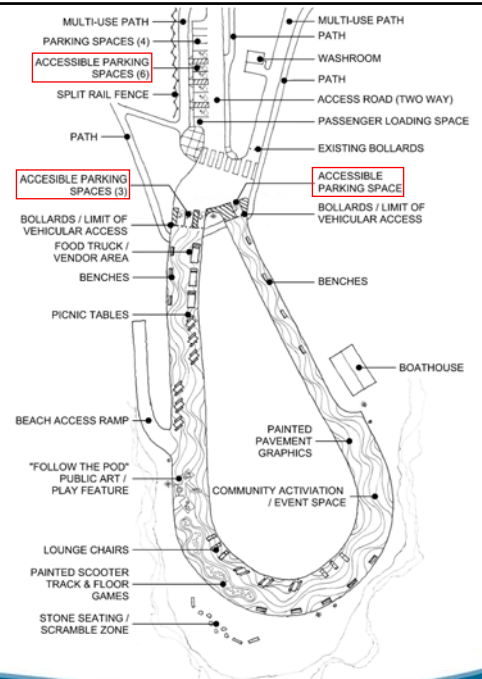 MULTI-USE PATH
PARKING SPACES (4)
ACCESSIBLE PARKING
SPACES (6)
SPLIT RAIL FENCE
PATH
ACCESIBLE PARKING
SPACES (3)
BOLLARDS / LIMIT OF
VEHICULAR ACCESS
FOOD TRUCK /
VENDOR AREA
BENCHES
PICNIC TABLES
BEACH ACCESS RAMP
"FOLLOW THE POD"
PUBLIC ART /
PLAY FEATURE
LOUNGE CHAIRS
PAINTED SCOOTER
TRACK & FLOOR
GAMES
STONE SEATING /
SCRAMBLE ZONE
MULTI-USE PATH
PATH
WASHROOM
PATH
ACCESS ROAD (TWO WAY)
PASSENGER LOADING SPACE
EXISTING BOLLARDS
ACCESSIBLE
PARKING SPACE
BOLLARDS / LIMIT OF
VEHICULAR ACCESS
BENCHES
BOATHOUSE
PAINTED
PAVEMENT
GRAPHICS
COMMUNITY ACTIVIATION
/ EVENT SPACE